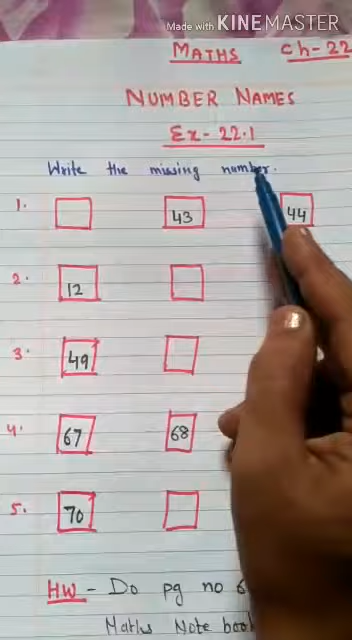 Made with KINEMASTER
MATHS Ch-22
NUMBER NAMES
Ex-22.1
Write the missing number.
1. 43 44
2. 12
3. 49
4. 67 68
5. 70
HW - Do pg no
Maths Note book